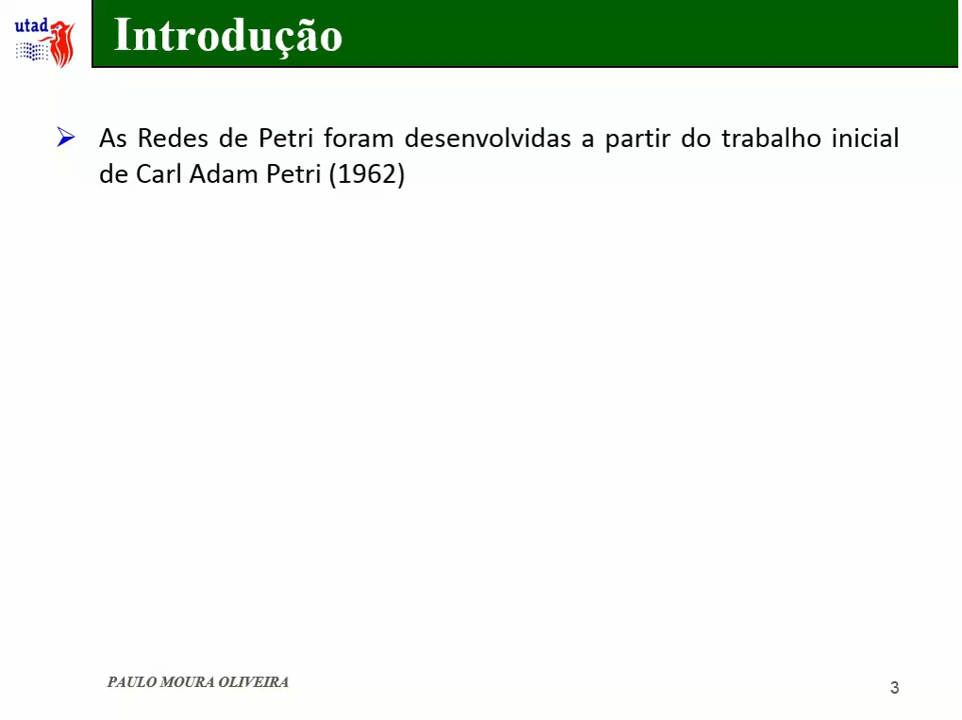 utad
Introdução
As Redes de Petri foram desenvolvidas a partir do trabalho inicial
de Carl Adam Petri (1962)
PAULO MOURA OLIVEIRA
3